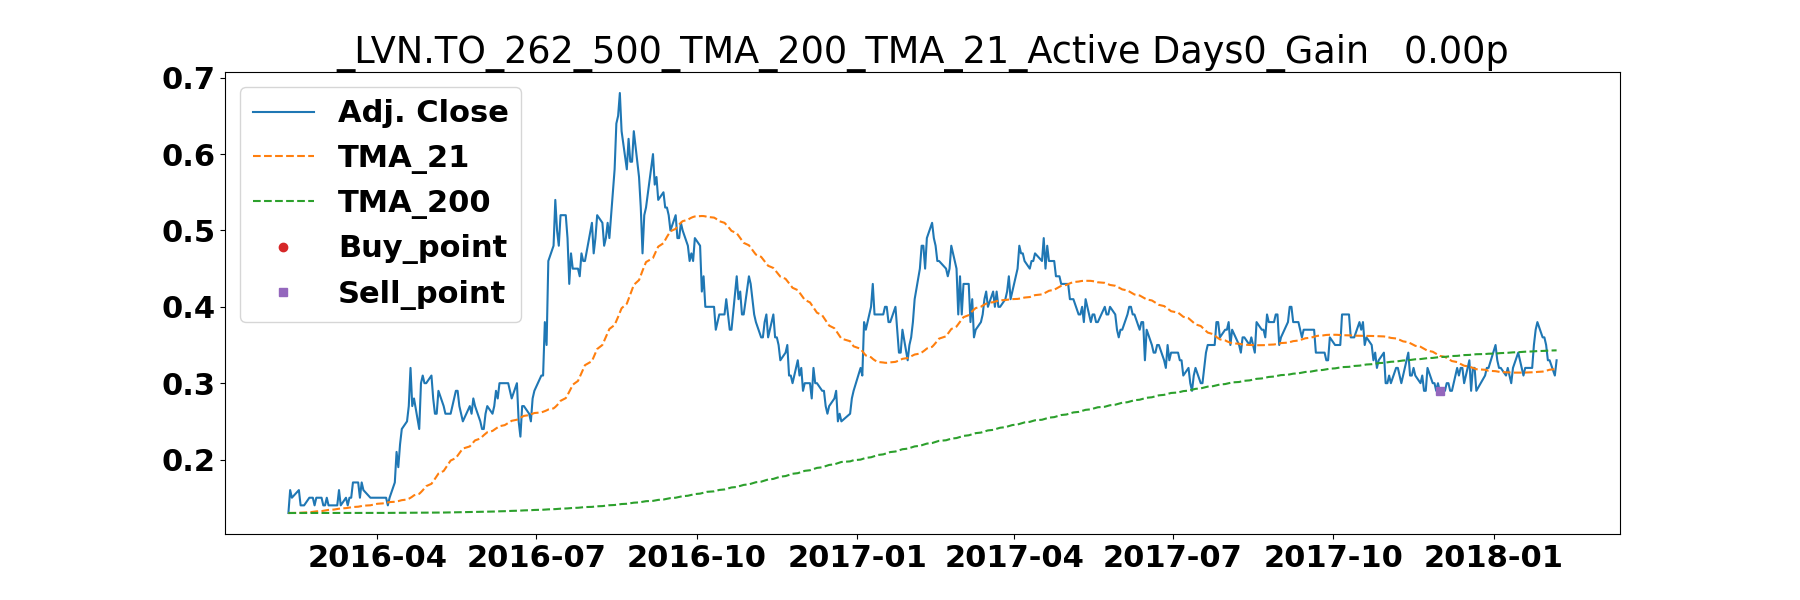 _LVN.TO_262_500_TMA_200_TMA_21_Active Days0_Gain   0.00p
0.7
0.6
0.5
0.4
0.3
0.2
Adj. Close
TMA_21
TMA_200
Buy_point
Sell_point
2016-04 2016-07 2016-10 2017-01 2017-04 2017-07 2017-10 2018-01